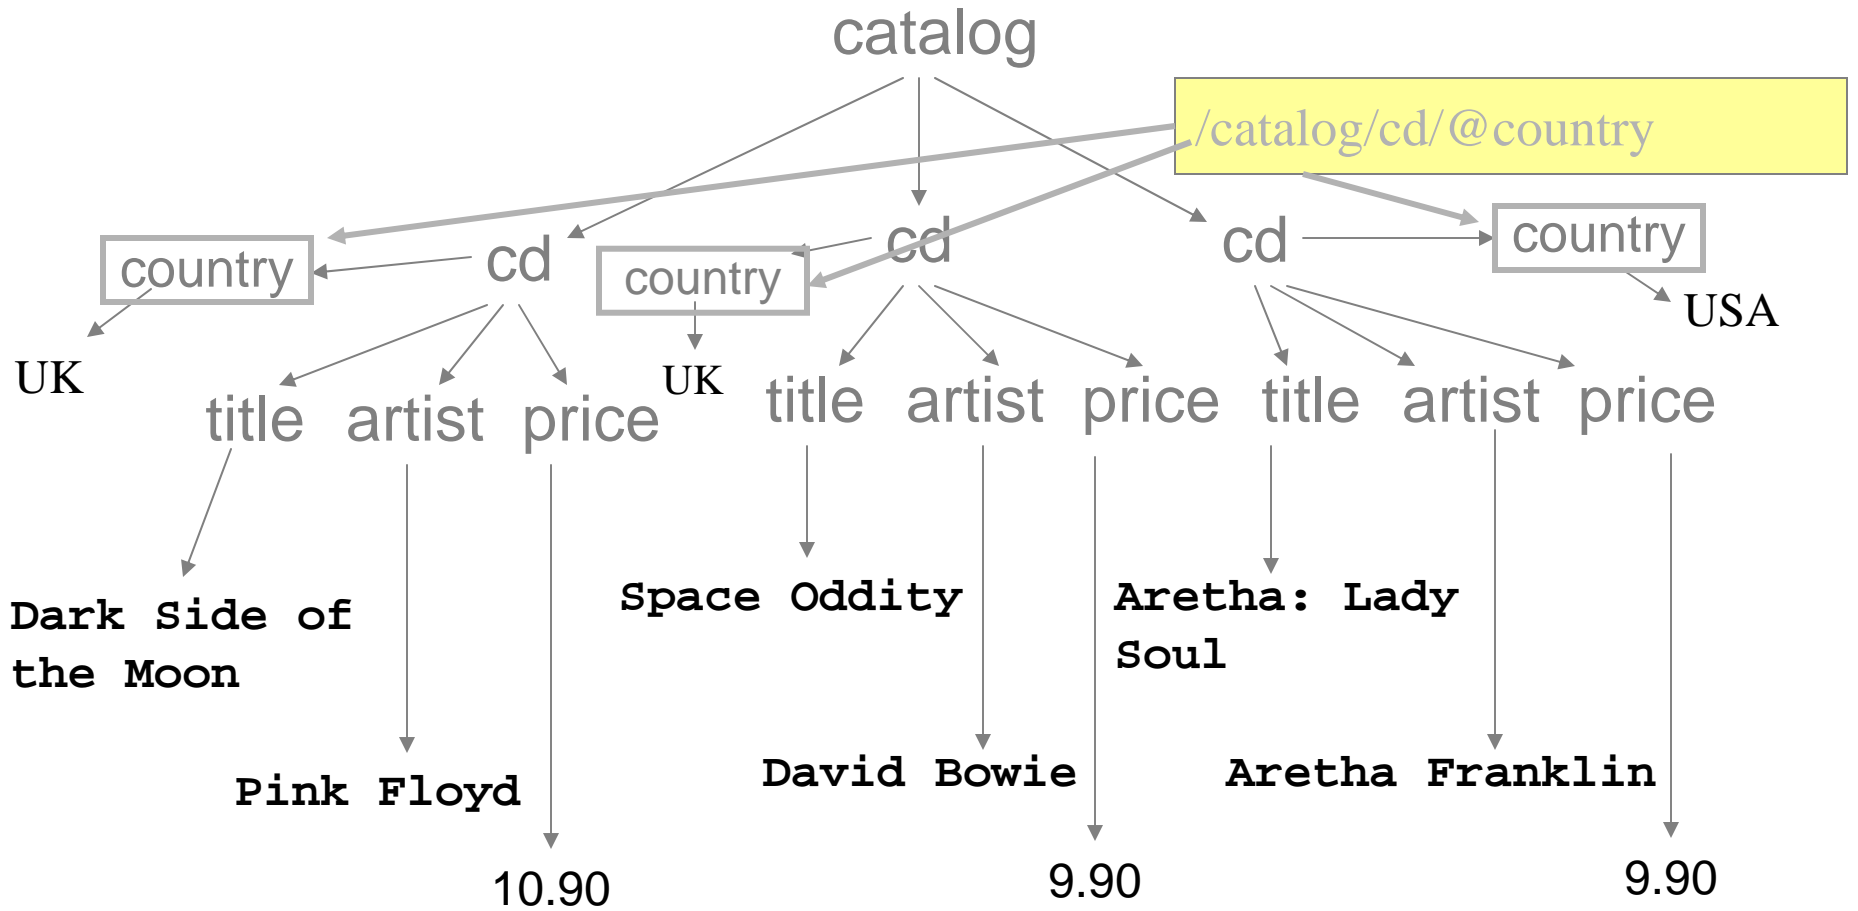 catalog
/catalog/cd/@country
country
cd
country
cd
cd
country
UK
UK
USA
title artist price
title artist price
title artist price
Dark Side of
the Moon
Space Oddity
Aretha: Lady
Soul
Pink Floyd
David Bowie
Aretha Franklin
10.90
9.90
9.90